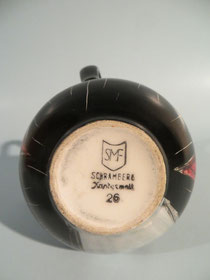 SMF
SCHRAMBERG
Handgemalt
26